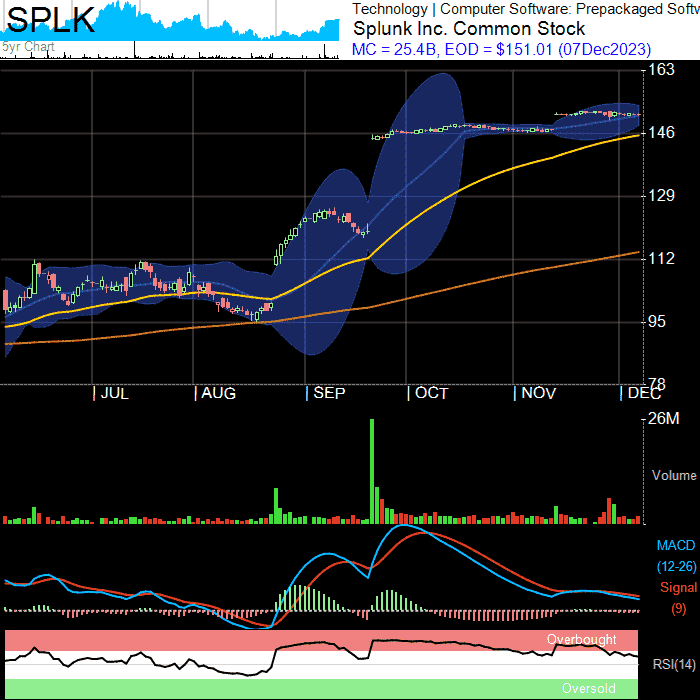 SPLK
Technology | Computer Software: Prepackaged Softw
Splunk Inc. Common Stock
MC = 25.4B, EOD = $151.01 (07Dec2023)
5yr Chart
163
146
129
112
95
78
JUL AUG SEP OCT NOV DEC
26M
Volume
MACD
(12-26)
Signal
(9)
Overbought
RSI(14)
Oversold